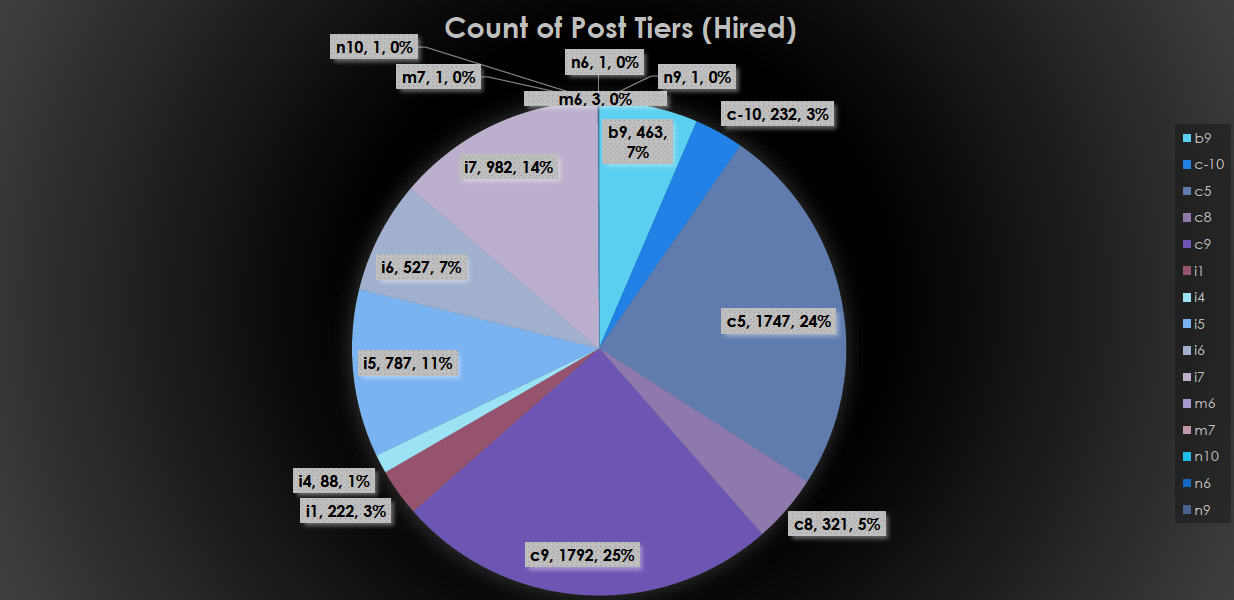 Count of Post Tiers (Hired)
n10, 1, 0%
n6, 1, 0%
m7, 1, 0%
n9, 1, 0%
m6, 3, 0%
c-10, 232, 3%
b9, 463,
7%
i7, 982, 14%
i6, 527, 7%
c5, 1747, 24%
i5, 787, 11%
i4, 88, 1%
i1, 222, 3%
c8, 321, 5%
c9, 1792, 25%
b9
c-10
c5
c8
c9
i1
i4
i5
i6
i7
m6
m7
n10
n6
n9